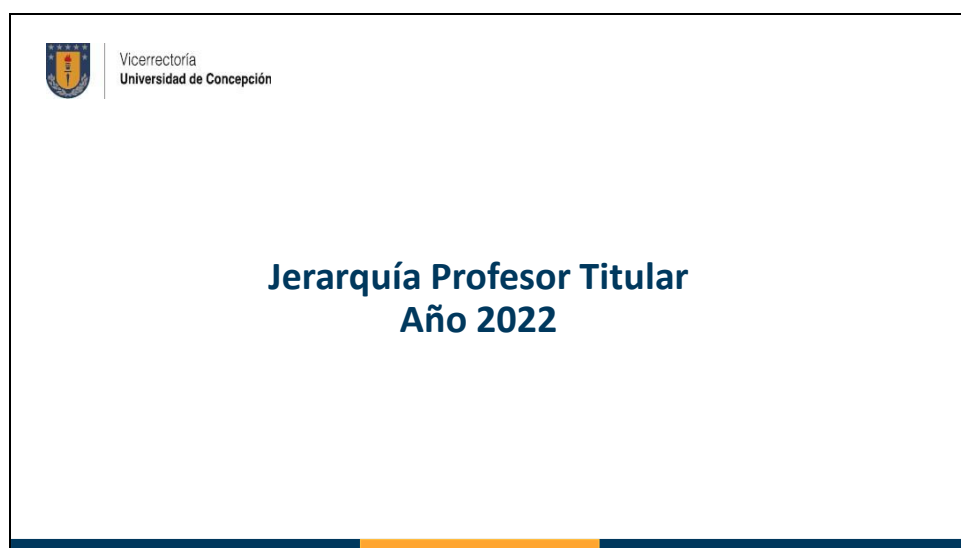 Vicerrectoría
Universidad de Concepción
Jerarquía Profesor Titular
Año 2022